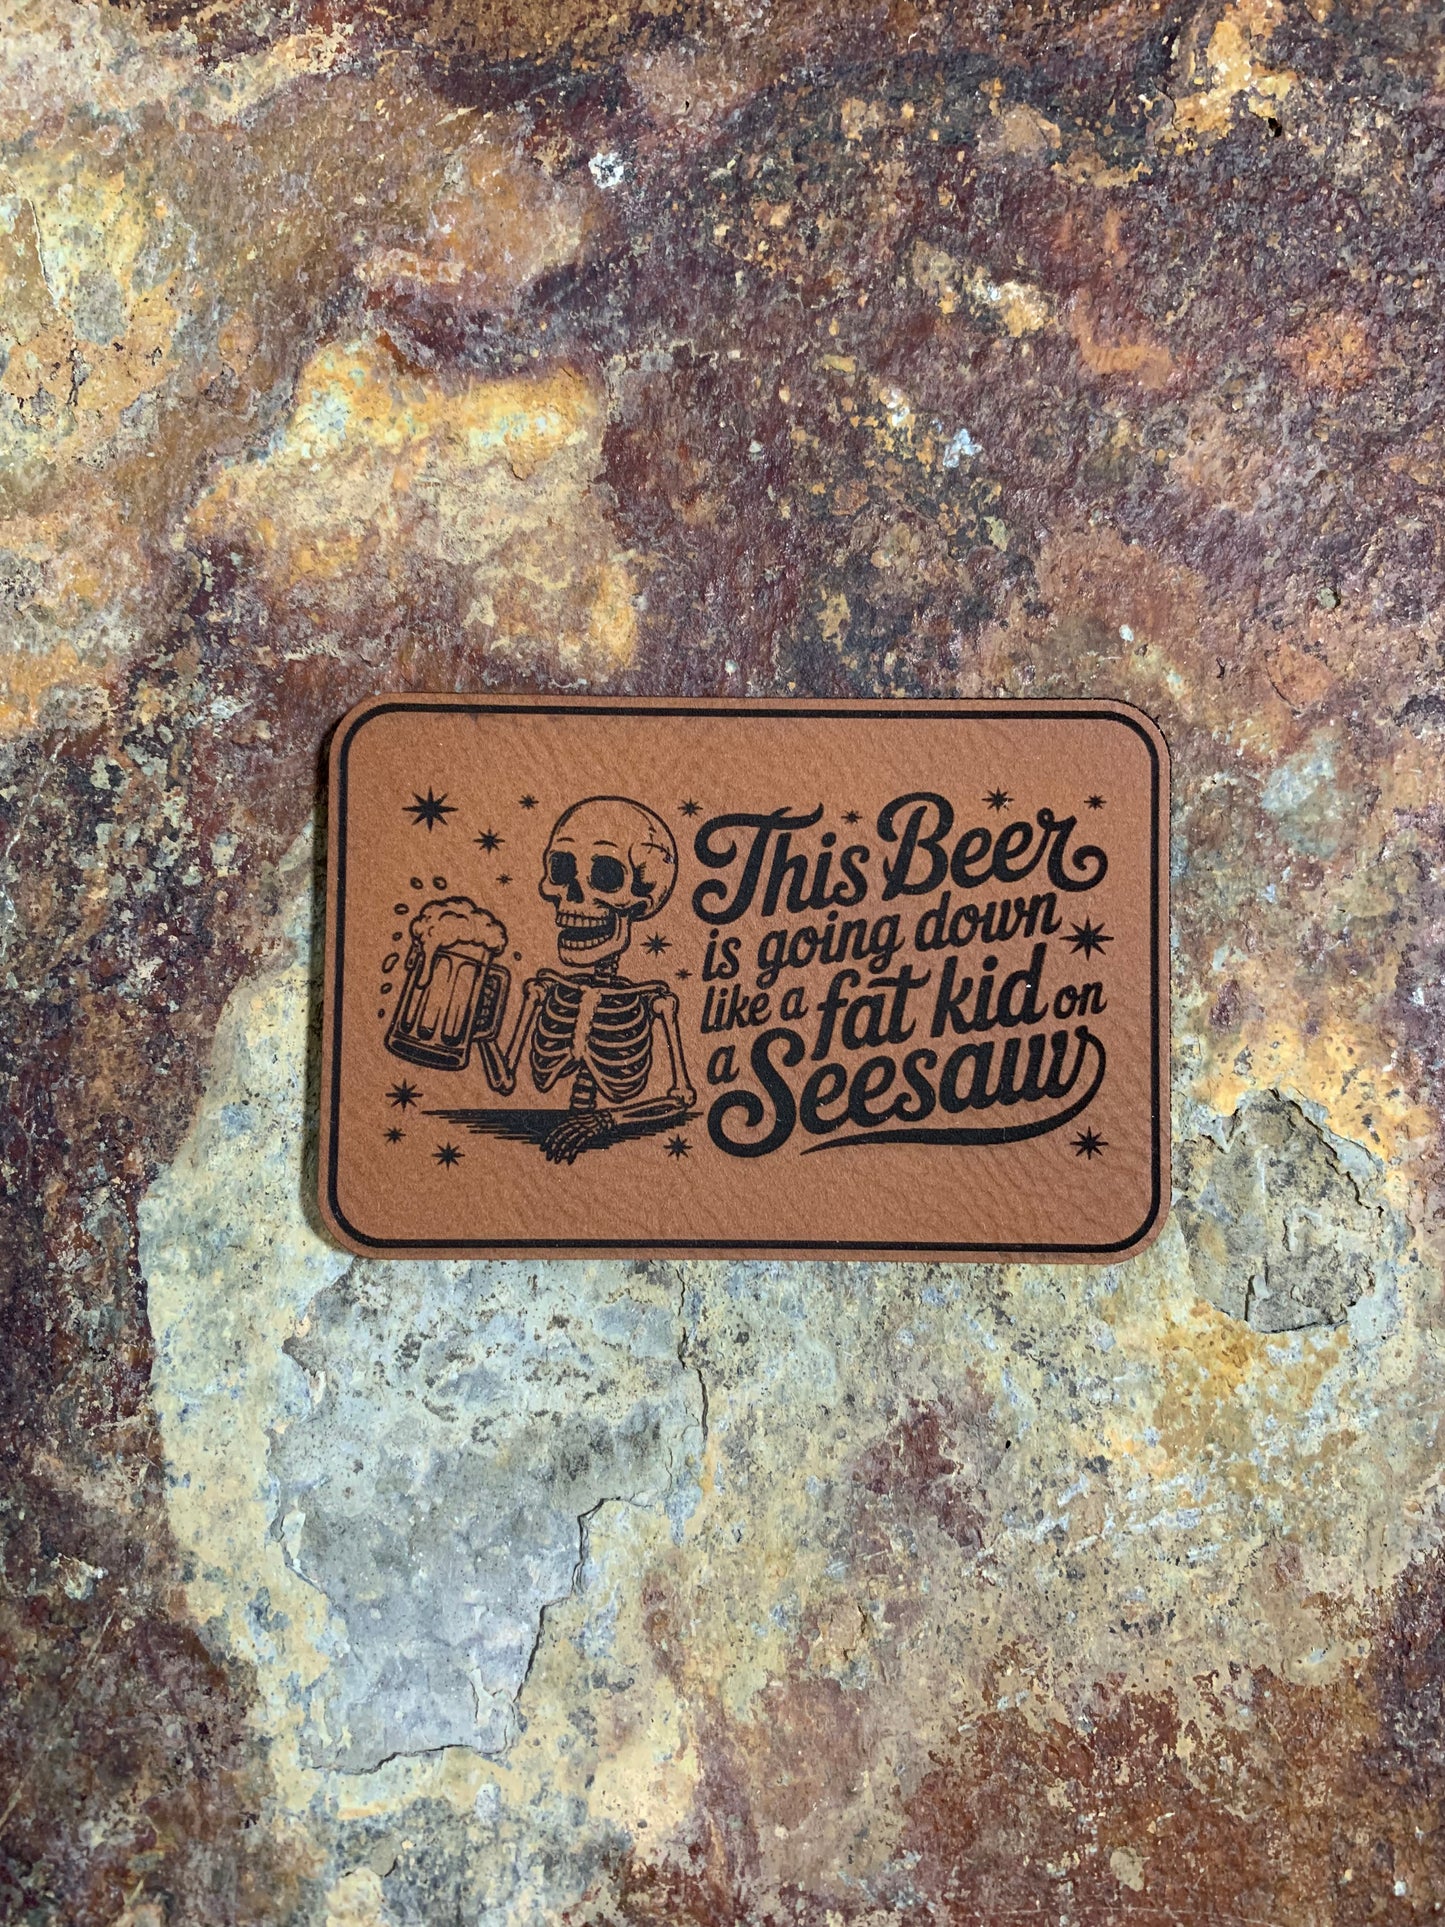 This Beer
is going down
like a fat kid on
a Seesaw